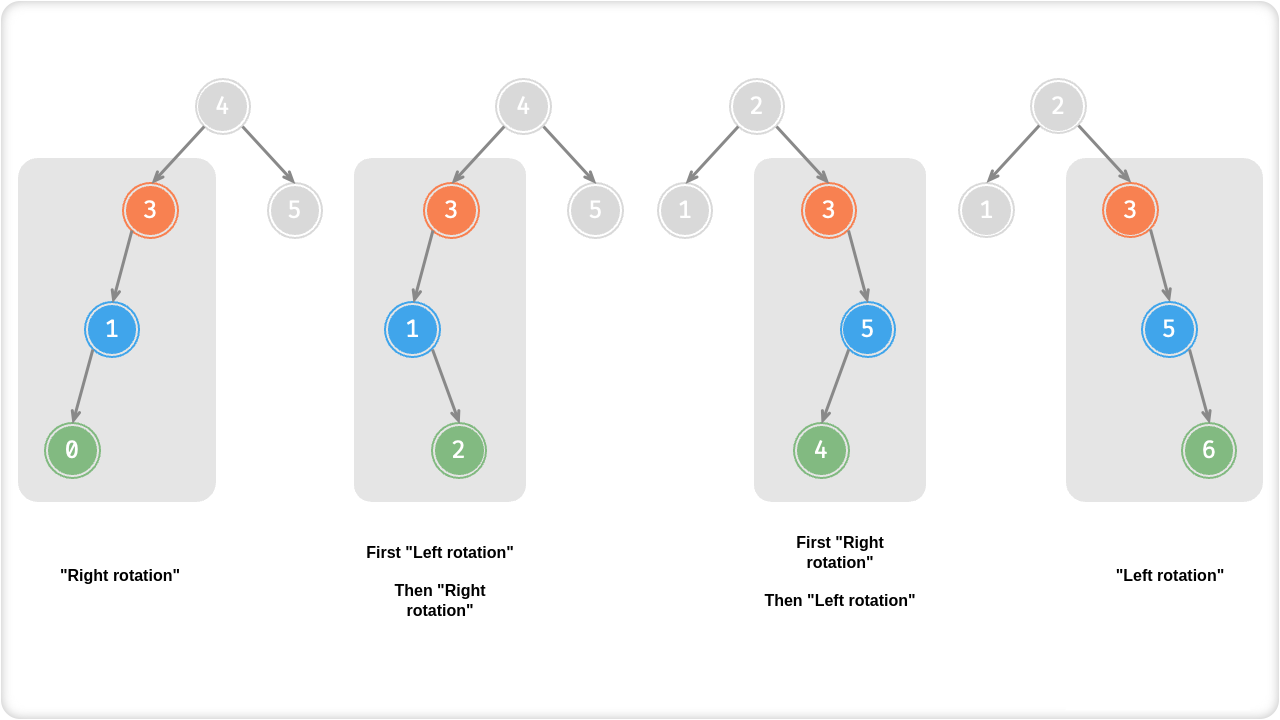 4
3
5
1
0
"Right rotation"
4
3
5
1
2
First "Left rotation"
Then "Right
rotation"
2
1
3
5
4
First "Right
rotation"
Then "Left rotation"
2
1
3
5
6
"Left rotation"